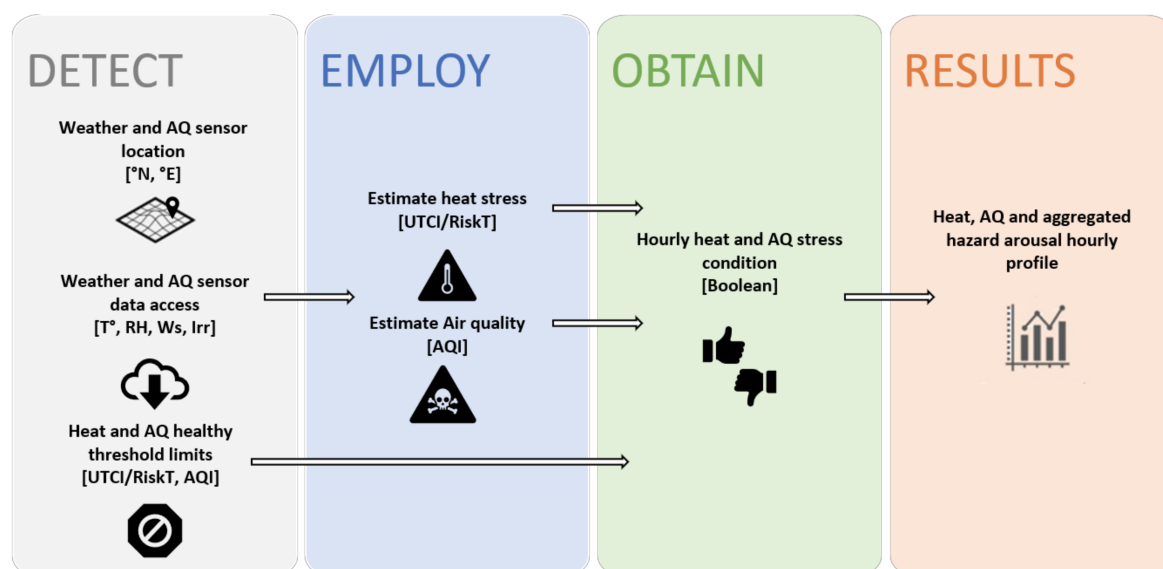 DETECT
Weather and AQ sensor
location
[°N, °E]
Weather and AQ sensor
data access
[T°, RH, Ws, Irr]
Heat and AQ healthy
threshold limits
[UTCI/RiskT, AQI]
EMPLOY
Estimate heat stress
[UTCI/RiskT]
Estimate Air quality
[AQI]
OBTAIN
Hourly heat and AQ stress
condition
[Boolean]
RESULTS
Heat, AQ and aggregated
hazard arousal hourly
profile